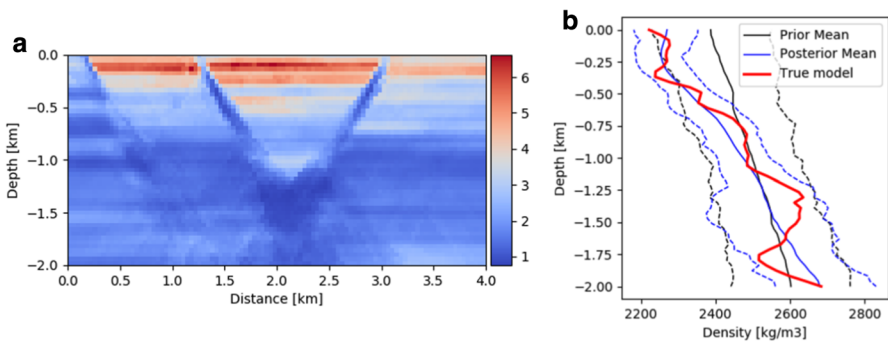 a
0.0
−0.5
−1.0
−1.5
−2.0
Depth [km]
0.0 0.5 1.0 1.5 2.0 2.5 3.0 3.5 4.0
Distance [km]
6
5
4
3
2
1
b
Prior Mean
Posterior Mean
True model
0.00
−0.25
−0.50
−0.75
−1.00
−1.25
−1.50
−1.75
−2.00
Depth [km]
2200 2400 2600 2800
Density [kg/m3]